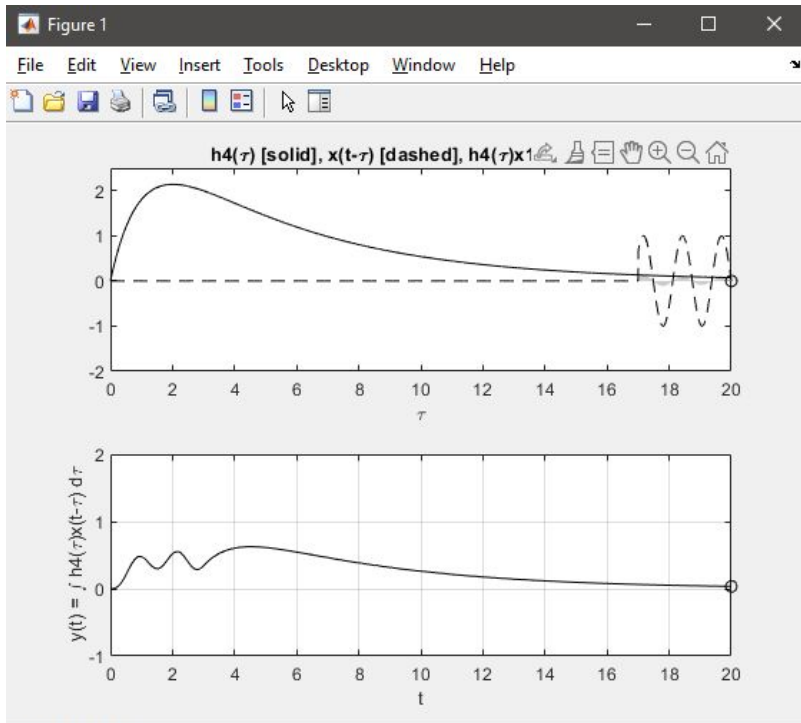 Figure 1
File Edit View Insert Tools Desktop Window Help
h4(τ) [solid], x(t-τ) [dashed], h4(τ)x1
2
1
0
-1
-2
0 2 4 6 8 10 12 14 16 18 20
τ
y(t) = ∫ h4(τ)x(t-τ) dτ
2
1
0
-1
0 2 4 6 8 10 12 14 16 18 20
t